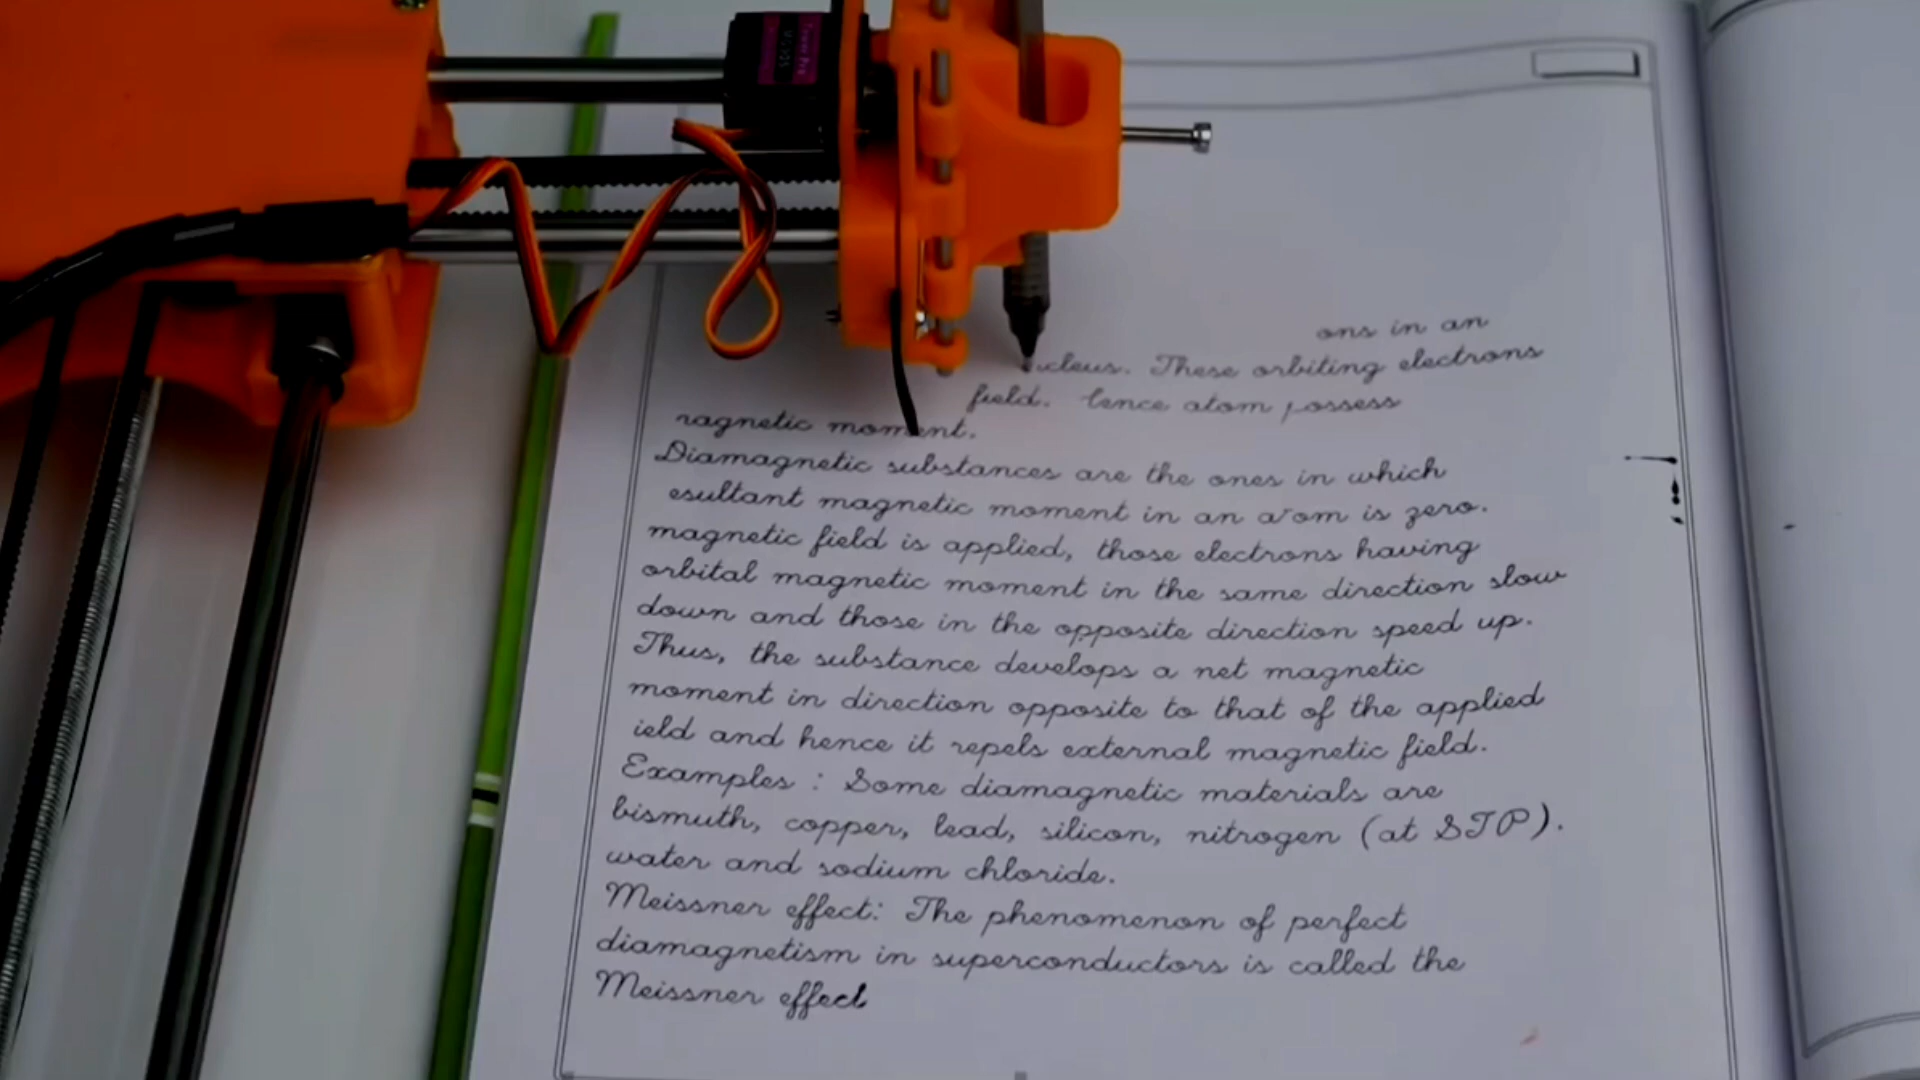 ons in an
cleus. These orbiting electrons
field. ence atom possess
agnetic moment.
Diamagnetic substances are the ones in which
esultant magnetic moment in an atom is zero.
magnetic field is applied, those electrons having
orbital magnetic moment in the same direction slow
down and those in the opposite direction speed up.
Thus, the substance develops a net magnetic
moment in direction opposite to that of the applied
ield and hence it repels external magnetic field.
Examples : Some diamagnetic materials are
bismuth, copper, lead, silicon, nitrogen (at STP).
water and sodium chloride.
Meissner effect: The phenomenon of perfect
diamagnetism in superconductors is called the
Meissner effect